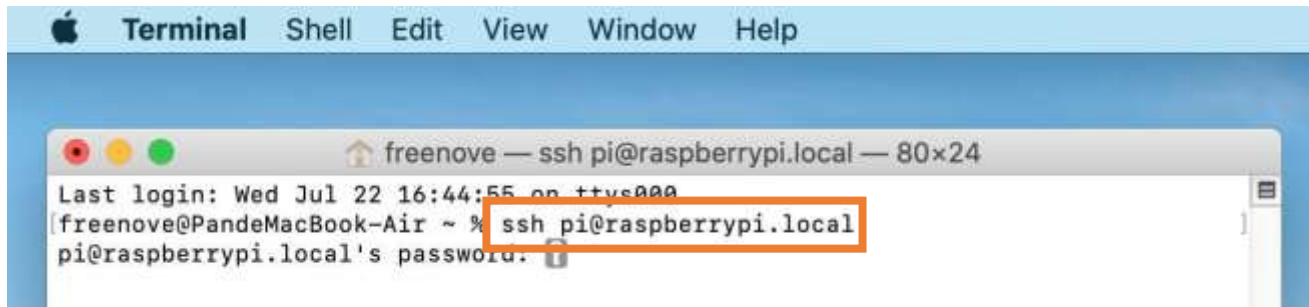 Terminal Shell Edit View Window Help
freenove — ssh pi@raspberrypi.local — 80×24
Last login: Wed Jul 22 16:44:55 on ttys000
[freenove@PandeMacBook-Air ~ % ssh pi@raspberrypi.local ]
pi@raspberrypi.local's password: